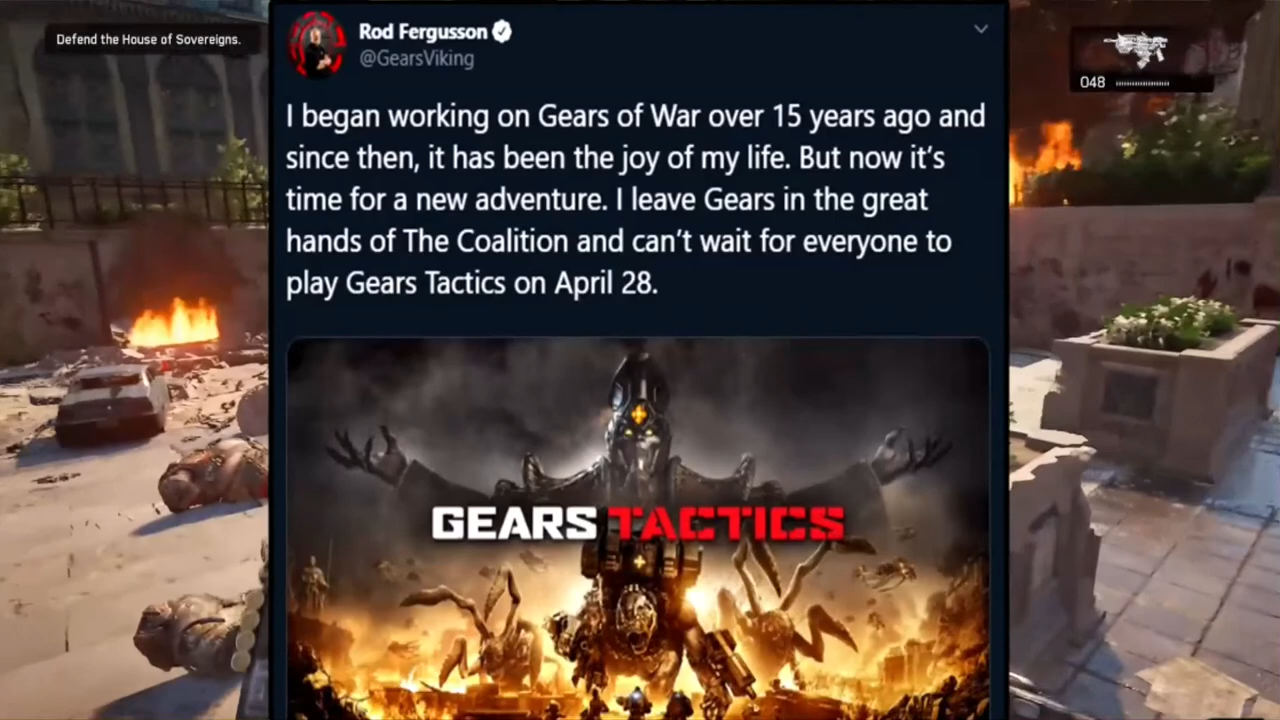 Defend the House of Sovereigns.
Rod Fergusson
@GearsViking
048
I began working on Gears of War over 15 years ago and
since then, it has been the joy of my life. But now it's
time for a new adventure. I leave Gears in the great
hands of The Coalition and can't wait for everyone to
play Gears Tactics on April 28.
GEARS TACTICS